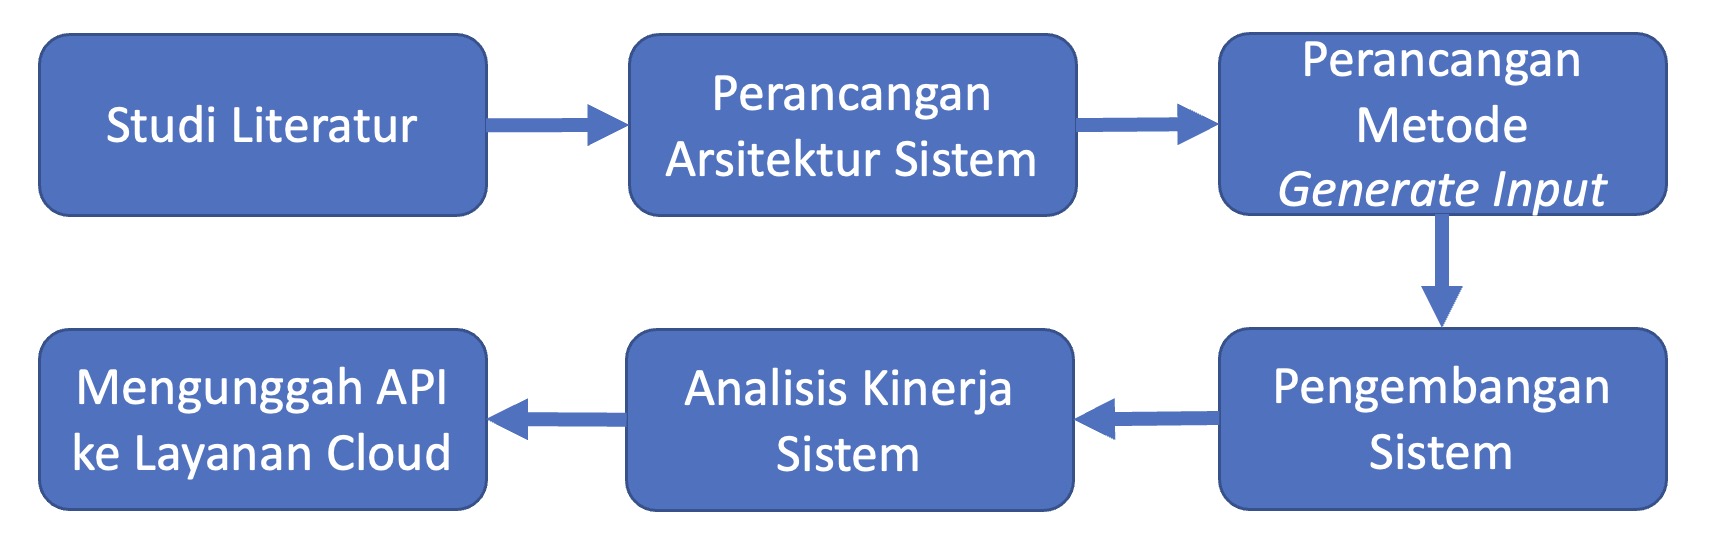 Studi Literatur
Perancangan
Arsitektur Sistem
Perancangan
Metode
Generate Input
Pengembangan
Sistem
Analisis Kinerja
Sistem
Mengunggah API
ke Layanan Cloud